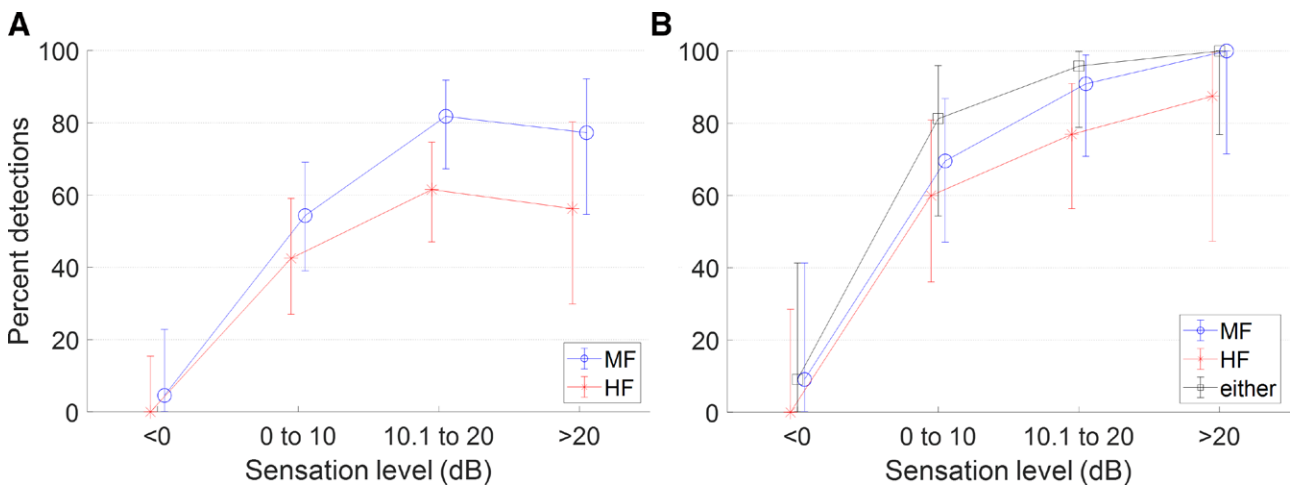 A
B
Percent detections
100
80
60
40
20
0
<0
0 to 10
10.1 to 20
>20
Sensation level (dB)
MF
HF
100
80
60
40
20
0
<0
0 to 10
10.1 to 20
>20
Sensation level (dB)
MF
HF
either